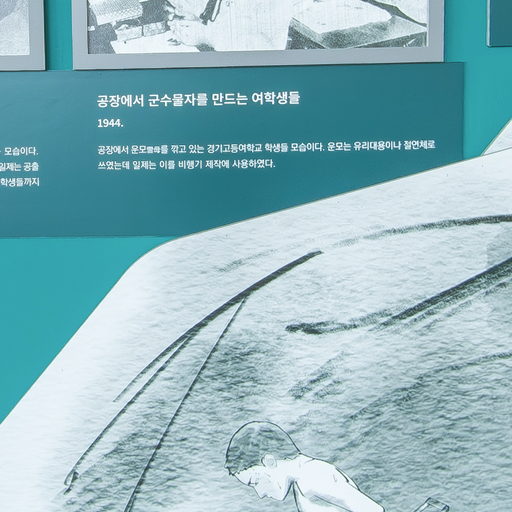 공장에서 군수물자를 만드는 여학생들
1944.
공장에서 운모雲母를 깎고 있는 경기고등여학교 학생들 모습이다. 운모는 유리대용이나 절연체로
쓰였는데 일제는 이를 비행기 제작에 사용하였다.
모습이다.
일제는 공출
학생들까지